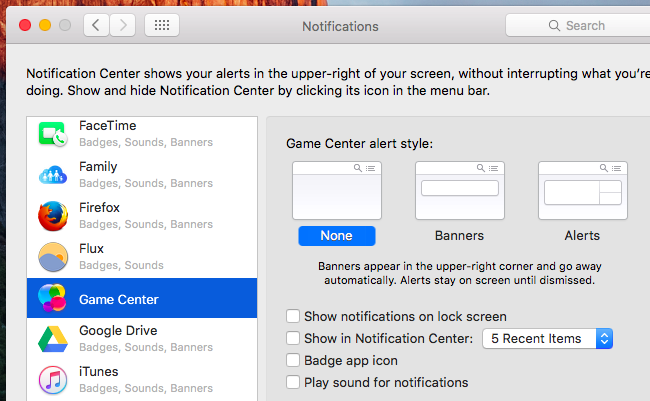 Notifications
Search
Notification Center shows your alerts in the upper-right of your screen, without interrupting what you're
doing. Show and hide Notification Center by clicking its icon in the menu bar.
FaceTime
Badges, Sounds, Banners
Family
Badges, Sounds, Banners
Firefox
Badges, Sounds, Banners
Flux
Badges, Sounds
Game Center
Google Drive
Badges, Sounds, Banners
iTunes
Badges, Sounds, Banners
Game Center alert style:
None
Banners
Alerts
Banners appear in the upper-right corner and go away
automatically. Alerts stay on screen until dismissed.
Show notifications on lock screen
Show in Notification Center:
5 Recent Items
Badge app icon
Play sound for notifications